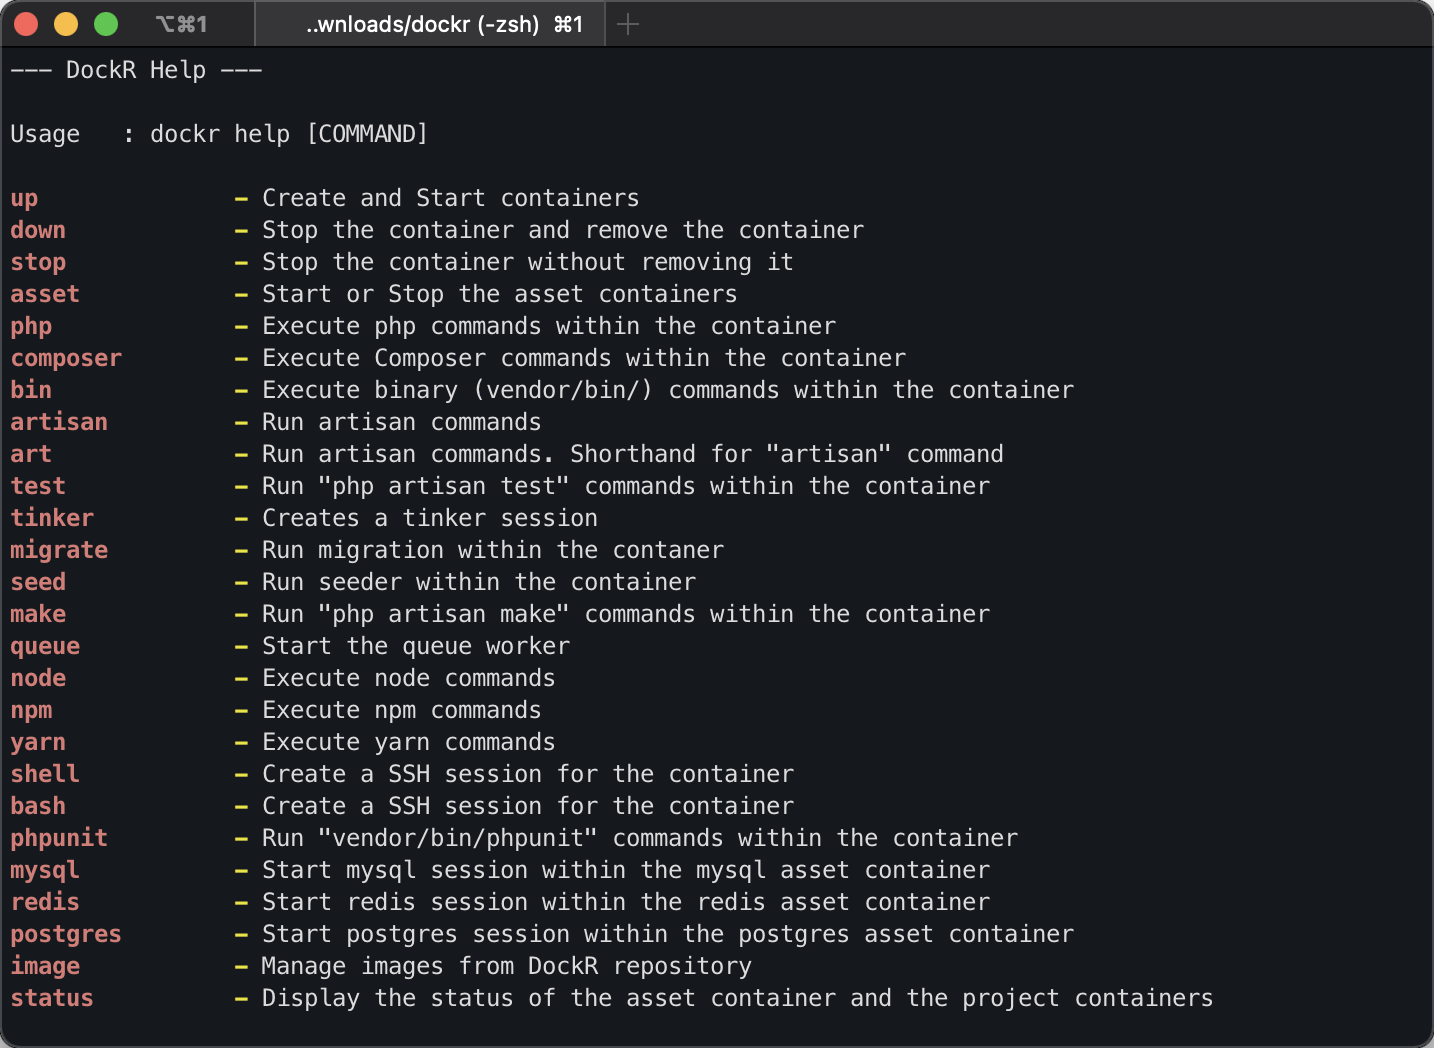 ⌥⌘1
..wnloads/dockr (-zsh) ⌘1
--- DockR Help ---
Usage   : dockr help [COMMAND]
up              - Create and Start containers
down            - Stop the container and remove the container
stop            - Stop the container without removing it
asset           - Start or Stop the asset containers
php             - Execute php commands within the container
composer        - Execute Composer commands within the container
bin             - Execute binary (vendor/bin/) commands within the container
artisan         - Run artisan commands
art             - Run artisan commands. Shorthand for "artisan" command
test            - Run "php artisan test" commands within the container
tinker          - Creates a tinker session
migrate         - Run migration within the contaner
seed            - Run seeder within the container
make            - Run "php artisan make" commands within the container
queue           - Start the queue worker
node            - Execute node commands
npm             - Execute npm commands
yarn            - Execute yarn commands
shell           - Create a SSH session for the container
bash            - Create a SSH session for the container
phpunit         - Run "vendor/bin/phpunit" commands within the container
mysql           - Start mysql session within the mysql asset container
redis           - Start redis session within the redis asset container
postgres        - Start postgres session within the postgres asset container
image           - Manage images from DockR repository
status          - Display the status of the asset container and the project containers